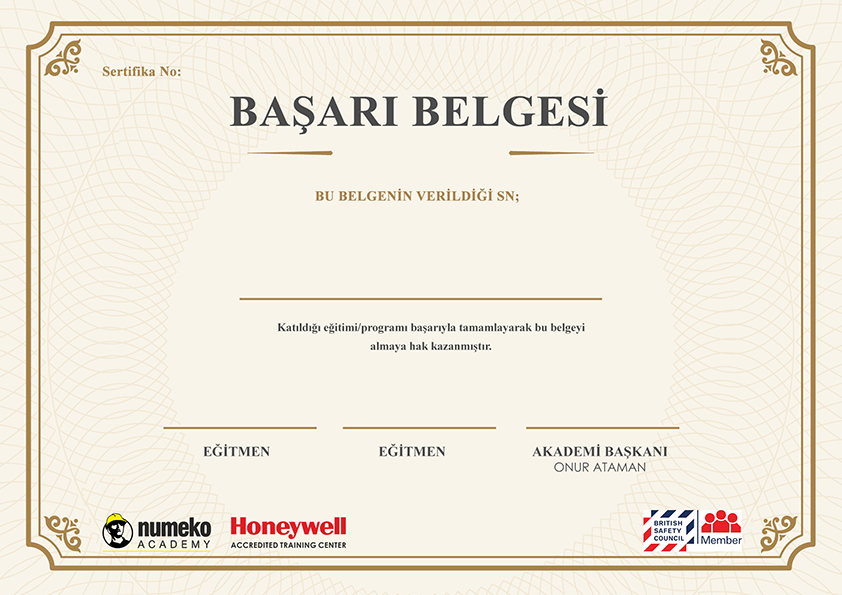 Sertifika No:
BAŞARI BELGESİ
BU BELGENİN VERİLDİĞİ SN;
Katıldığı eğitimi/programı başarıyla tamamlayarak bu belgeyi
almaya hak kazanmıştır.
EĞİTMEN
EĞİTMEN
AKADEMİ BAŞKANI
ONUR ATAMAN
numeko
ACADEMY
Honeywell
ACCREDITED TRAINING CENTER
BRITISH
SAFETY
COUNCIL
Member